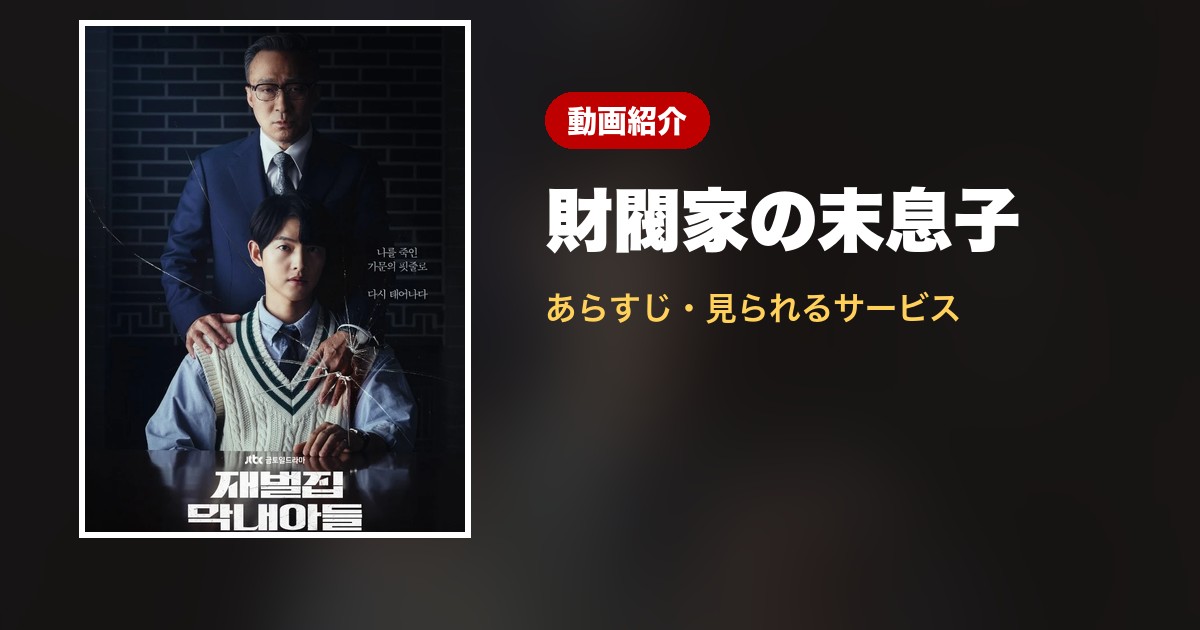 나를 죽인
가문의 핏줄로
다시 태어나다
Jtbc 금토일드라마
재벌집
막내아들
動画紹介
財閥家の末息子
あらすじ・見られるサービス